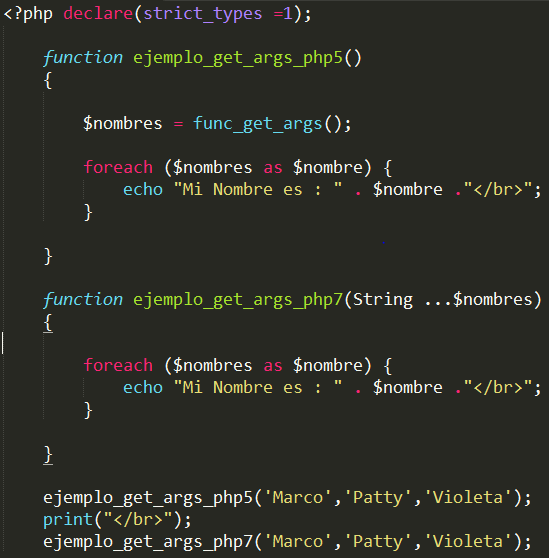 <?php declare(strict_types =1);
function ejemplo_get_args_php5()
{
$nombres = func_get_args();
foreach ($nombres as $nombre) {
echo "Mi Nombre es : " . $nombre ."</br>";
}
}
function ejemplo_get_args_php7(String ...$nombres)
{
foreach ($nombres as $nombre) {
echo "Mi Nombre es : " . $nombre ."</br>";
}
}
ejemplo_get_args_php5('Marco','Patty','Violeta');
print("</br>");
ejemplo_get_args_php7('Marco','Patty','Violeta');